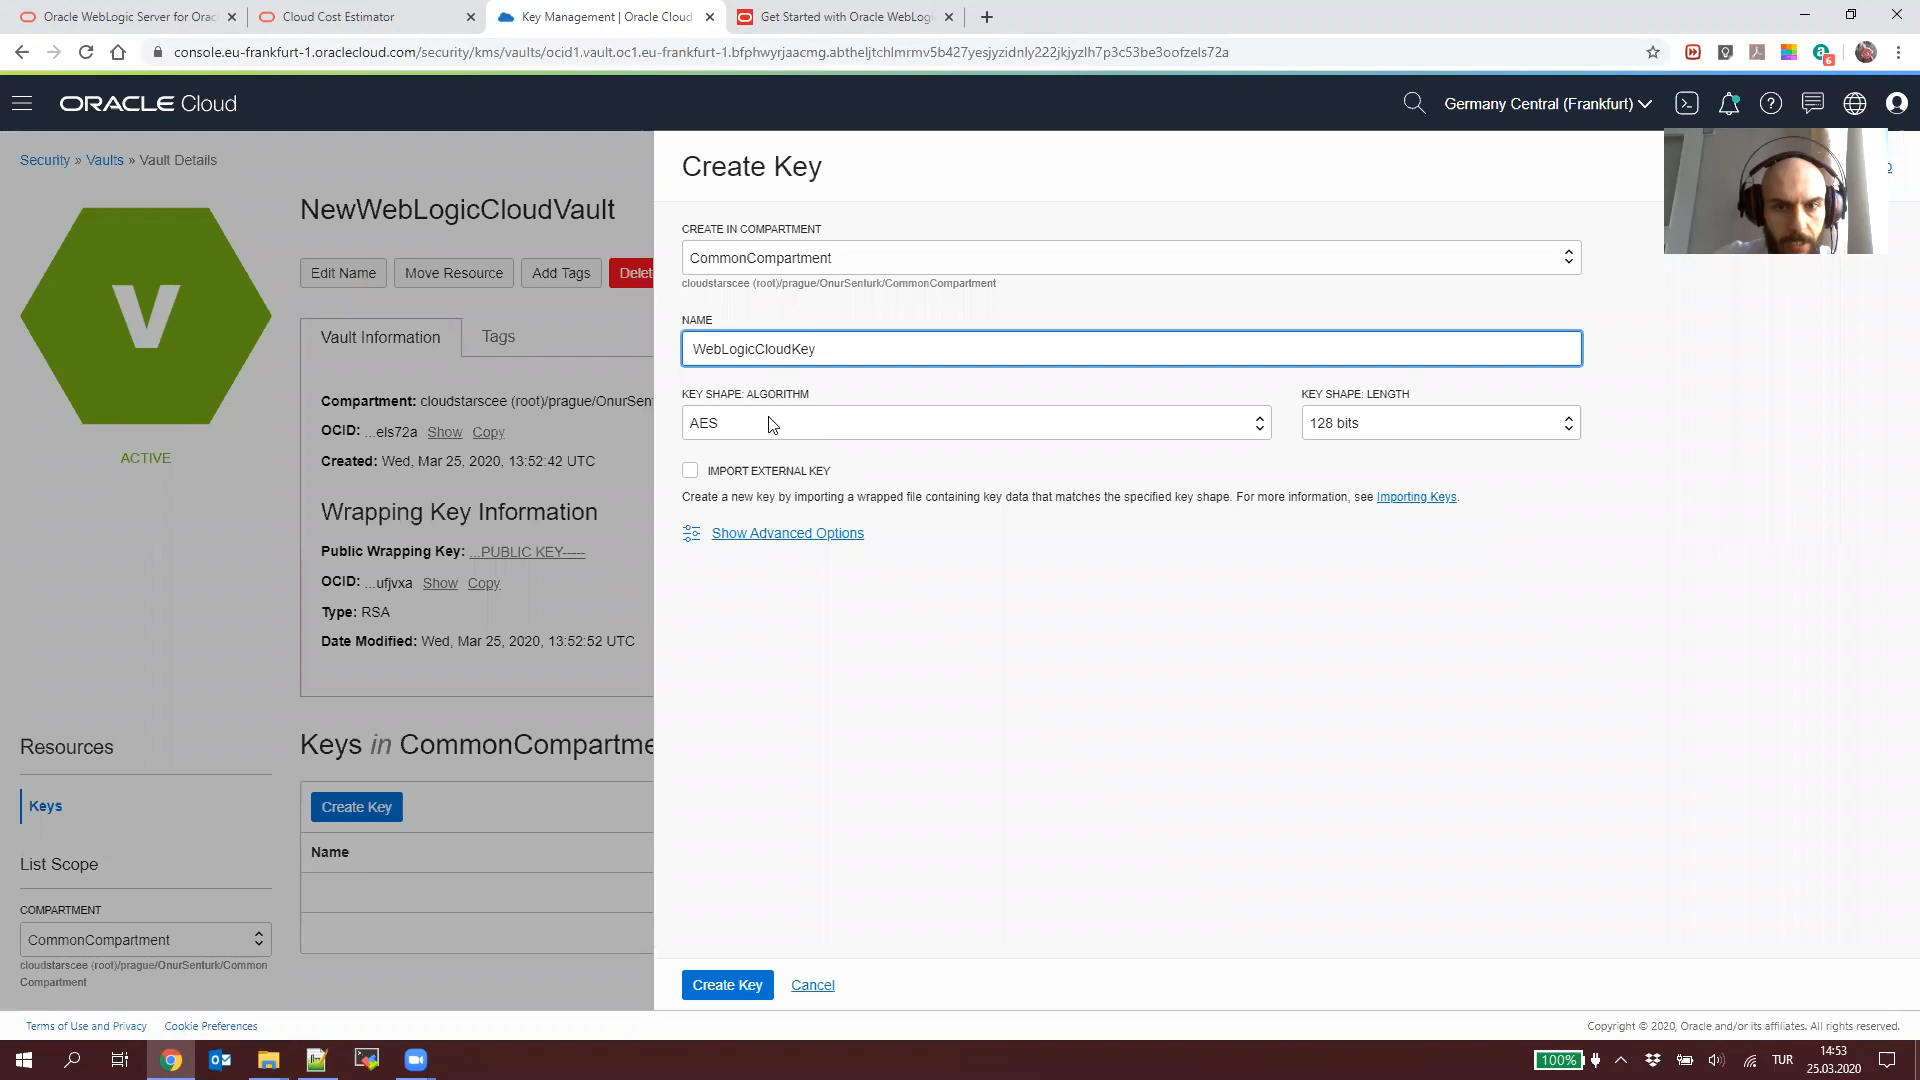 Oracle WebLogic Server for Orac
Cloud Cost Estimator
Key Management | Oracle Cloud
Get Started with Oracle WebLogi
console.eu-frankfurt-1.oraclecloud.com/security/kms/vaults/ocid1.vault.oc1.eu-frankfurt-1.bfphwyrjaacmg.abtheljtchlmrmv5b427yesjyzidnly222jkjyzlh7p3c53be3oofzels72a
6
ORACLE Cloud
Germany Central (Frankfurt)
Security » Vaults » Vault Details
V
ACTIVE
NewWebLogicCloudVault
Edit Name
Move Resource
Add Tags
Delet
Vault Information
Tags
Compartment: cloudstarscee (root)/prague/OnurSen
OCID: ...els72a Show Copy
Created: Wed, Mar 25, 2020, 13:52:42 UTC
Wrapping Key Information
Public Wrapping Key: ...PUBLIC KEY-----
OCID: ...ufjvxa Show Copy
Type: RSA
Date Modified: Wed, Mar 25, 2020, 13:52:52 UTC
Resources
Keys
List Scope
COMPARTMENT
CommonCompartment
cloudstarscee (root)/prague/OnurSenturk/Common
Compartment
Keys in CommonCompartme
Create Key
Name
Create Key
CREATE IN COMPARTMENT
CommonCompartment
cloudstarscee (root)/prague/OnurSenturk/CommonCompartment
NAME
WebLogicCloudKey
KEY SHAPE: ALGORITHM
AES
KEY SHAPE: LENGTH
128 bits
IMPORT EXTERNAL KEY
Create a new key by importing a wrapped file containing key data that matches the specified key shape. For more information, see Importing Keys.
Show Advanced Options
Create Key
Cancel
Terms of Use and Privacy
Cookie Preferences
Copyright © 2020, Oracle and/or its affiliates. All rights reserved.
100%
TUR
14:53
25.03.2020